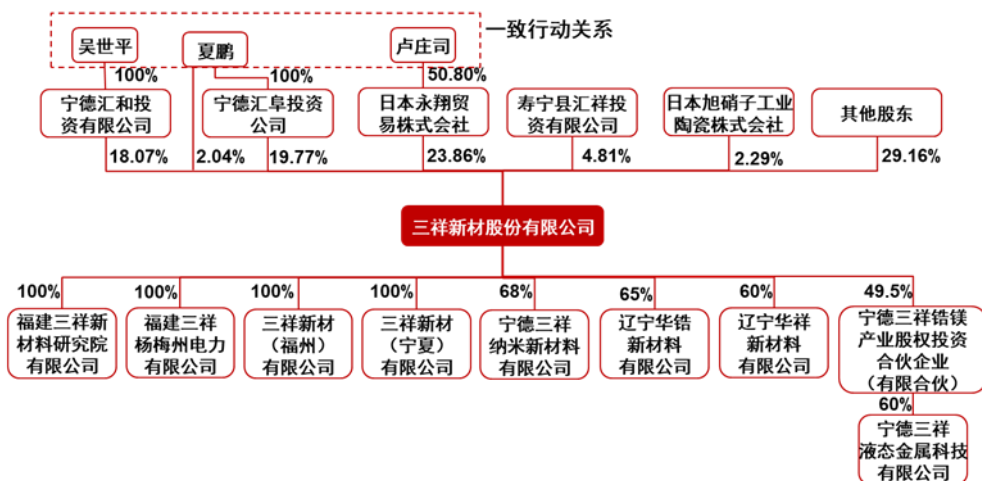 一致行动关系
吴世平
夏鹏
卢庄司
100%
100%
50.80%
宁德汇和投
资有限公司
宁德汇阜投资
公司
日本永翔贸
易株式会社
寿宁县汇祥投
资有限公司
日本旭硝子工业
陶瓷株式会社
其他股东
18.07%
2.04%
19.77%
23.86%
4.81%
2.29%
29.16%
三祥新材股份有限公司
100%
100%
100%
100%
68%
65%
60%
49.5%
福建三祥新
材料研究院
有限公司
福建三祥
杨梅州电力
有限公司
三祥新材
（福州）
有限公司
三祥新材
（宁夏）
有限公司
宁德三祥
纳米新材料
有限公司
辽宁华锆
新材料
有限公司
辽宁华祥
新材料
有限公司
宁德三祥锆镁
产业股权投资
合伙企业
（有限合伙）
60%
宁德三祥
液态金属科技
有限公司